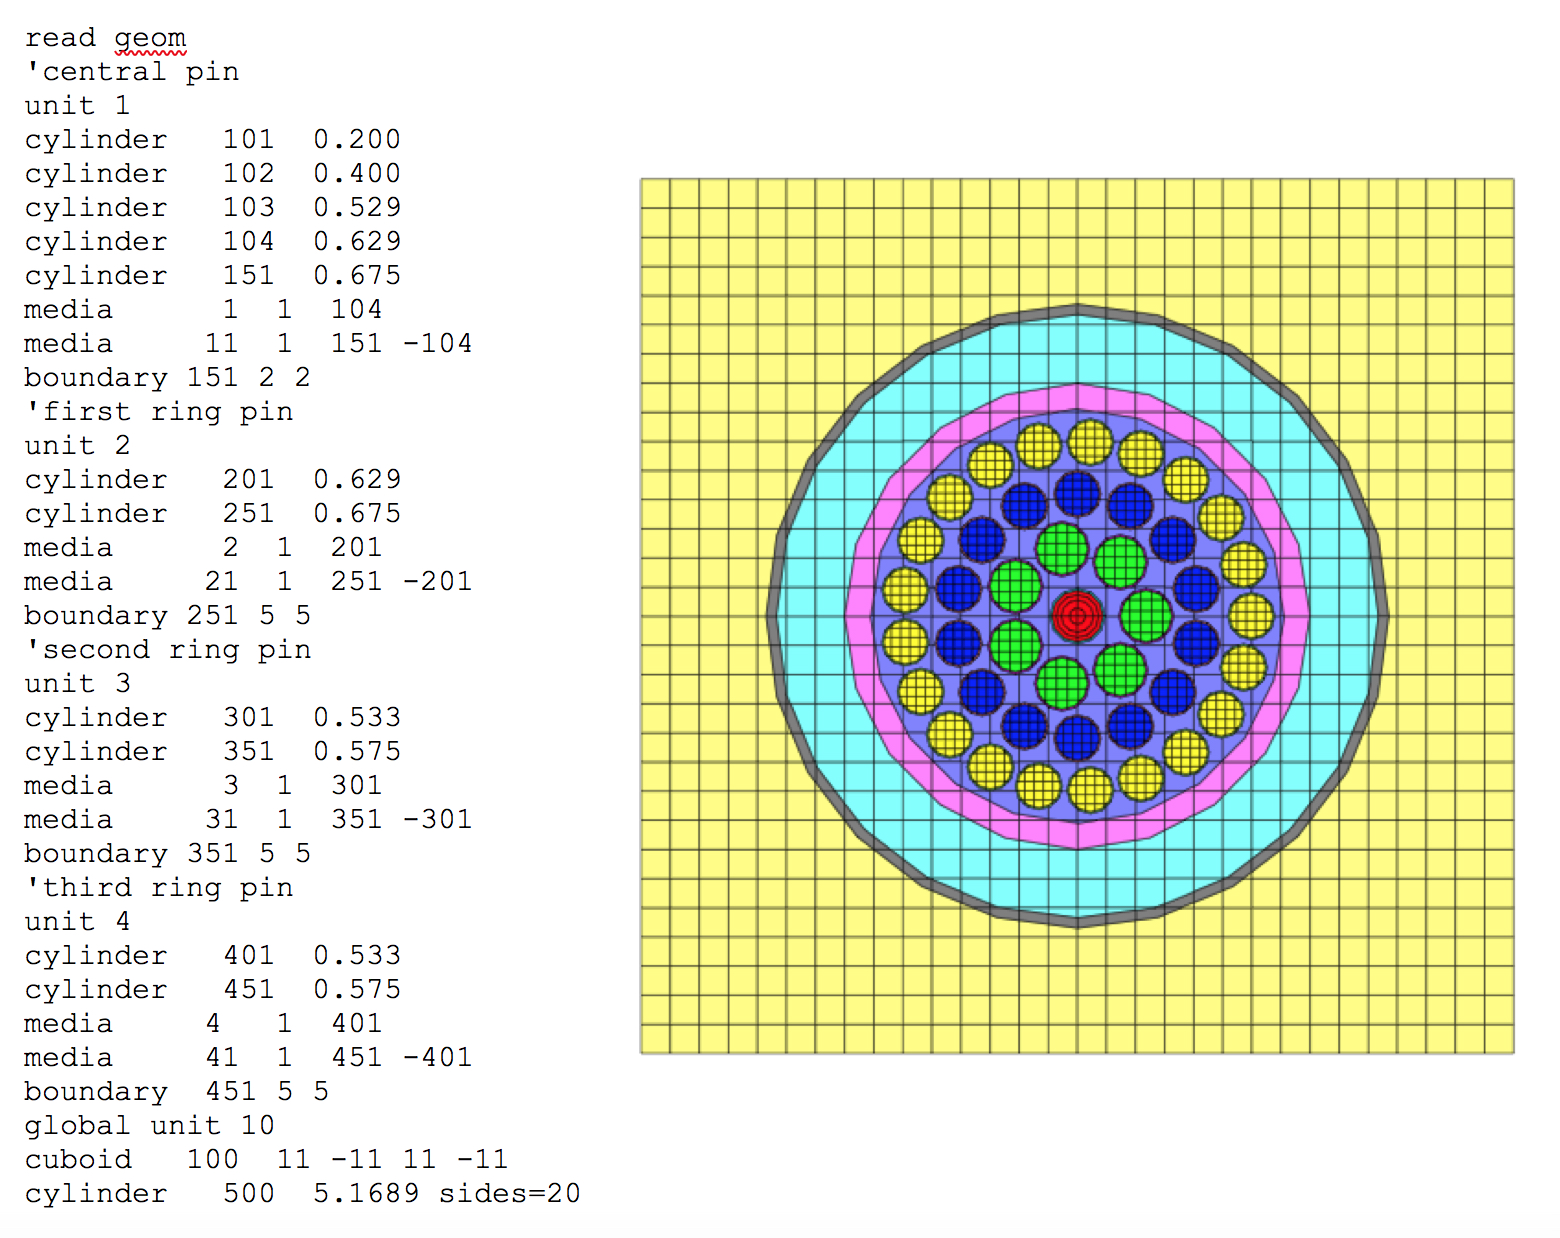 read geom
'central pin
unit 1
cylinder 101 0.200
cylinder 102 0.400
cylinder 103 0.529
cylinder 104 0.629
cylinder 151 0.675
media 1 1 104
media 11 1 151 -104
boundary 151 2 2
'first ring pin
unit 2
cylinder 201 0.629
cylinder 251 0.675
media 2 1 201
media 21 1 251 -201
boundary 251 5 5
'second ring pin
unit 3
cylinder 301 0.533
cylinder 351 0.575
media 3 1 301
media 31 1 351 -301
boundary 351 5 5
'third ring pin
unit 4
cylinder 401 0.533
cylinder 451 0.575
media 4 1 401
media 41 1 451 -401
boundary 451 5 5
global unit 10
cuboid 100 11 -11 11 -11
cylinder 500 5.1689 sides=20